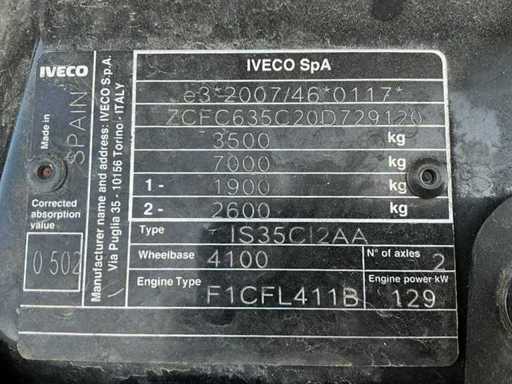 IVECO
Made in SPAIN
Corrected absorption value
0 502
Manufacturer name and address: IVECO S.p.A.
Via Puglia 35 - 10156 Torino - ITALY
IVECO SpA
e3*2007/46*0117*
ZCFC635C20D729120
3500 kg
7000 kg
1- 1900 kg
2- 2600 kg
Type IS35CI2AA
Wheelbase 4100 N° of axles 2
Engine Type F1CFL411B Engine power kW 129